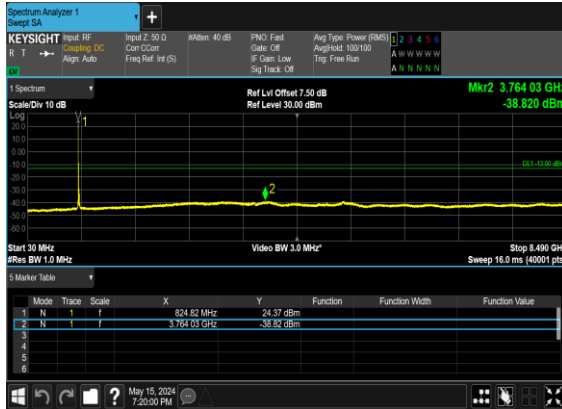 Spectrum Analyzer 1
Swept SA
+
KEYSIGHT Input: RF Input Z: 50 Ω #Atten: 40 dB PNO: Fast Avg Type: Power (RMS) 1 2 3 4 5 6
R T Coupling: DC Corr CCorr Gate: Off Avg|Hold: 100/100 A W W W W W
Align: Auto Freq Ref: Int (S) IF Gain: Low Trig: Free Run
LU Sig Track: Off A N N N N N
1 Spectrum Ref Lvl Offset 7.50 dB Mkr2 3.764 03 GHz
Scale/Div 10 dB Ref Level 30.00 dBm -38.820 dBm
Log
20.0
10.0
0.00
-10.0
-20.0
-30.0
-40.0
-50.0
-60.0
1
2
DL1 -13.00 dBm
Start 30 MHz Video BW 3.0 MHz* Stop 8.490 GH
#Res BW 1.0 MHz Sweep 16.0 ms (40001 pts
5 Marker Table
Mode Trace Scale X Y Function Function Width Function Value
1 N 1 f 824.82 MHz 24.37 dBm
2 N 1 f 3.764 03 GHz -38.82 dBm
3
4
5
6
? May 15, 2024
7:20:00 PM